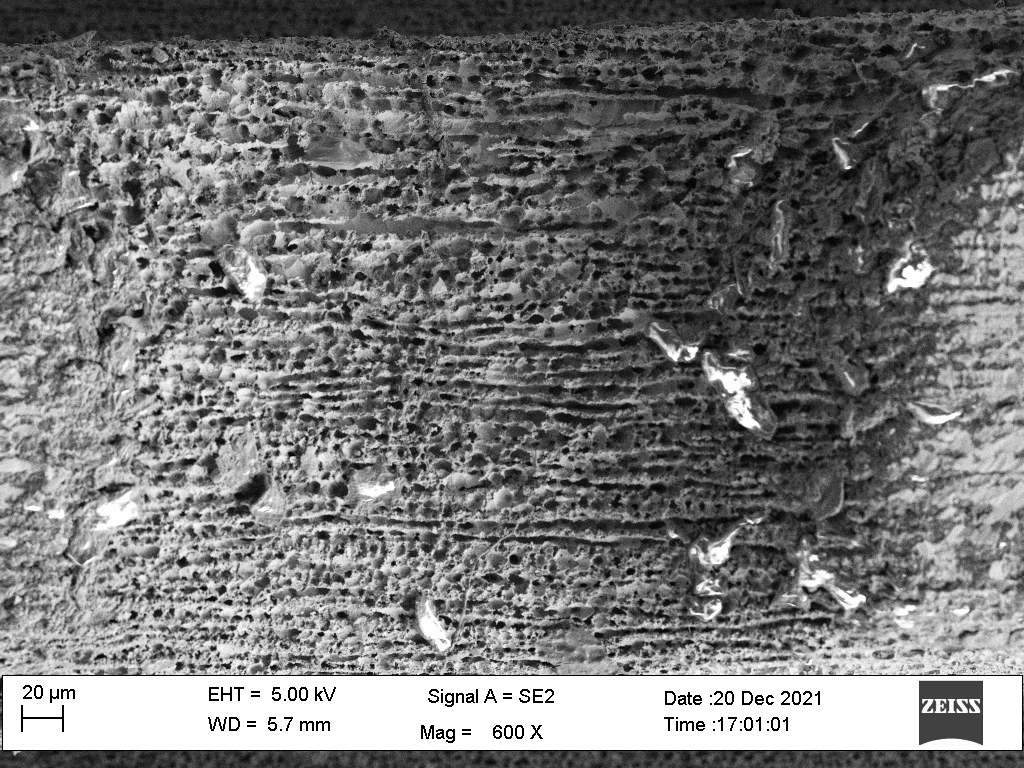 20 µm
EHT = 5.00 kV
WD = 5.7 mm
Signal A = SE2
Mag = 600 X
Date :20 Dec 2021
Time :17:01:01
ZEISS